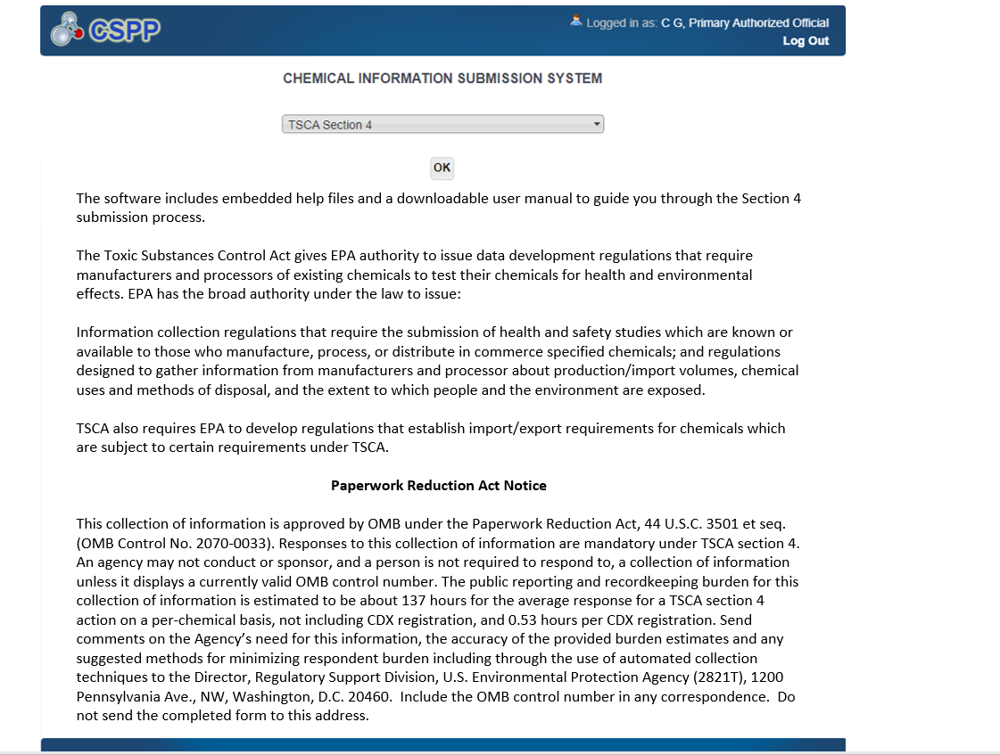 CSPP
Logged in as: C G, Primary Authorized Official
Log Out
CHEMICAL INFORMATION SUBMISSION SYSTEM
TSCA Section 4
OK
The software includes embedded help files and a downloadable user manual to guide you through the Section 4
submission process.
The Toxic Substances Control Act gives EPA authority to issue data development regulations that require
manufacturers and processors of existing chemicals to test their chemicals for health and environmental
effects. EPA has the broad authority under the law to issue:
Information collection regulations that require the submission of health and safety studies which are known or
available to those who manufacture, process, or distribute in commerce specified chemicals; and regulations
designed to gather information from manufacturers and processor about production/import volumes, chemical
uses and methods of disposal, and the extent to which people and the environment are exposed.
TSCA also requires EPA to develop regulations that establish import/export requirements for chemicals which
are subject to certain requirements under TSCA.
Paperwork Reduction Act Notice
This collection of information is approved by OMB under the Paperwork Reduction Act, 44 U.S.C. 3501 et seq.
(OMB Control No. 2070-0033). Responses to this collection of information are mandatory under TSCA section 4.
An agency may not conduct or sponsor, and a person is not required to respond to, a collection of information
unless it displays a currently valid OMB control number. The public reporting and recordkeeping burden for this
collection of information is estimated to be about 137 hours for the average response for a TSCA section 4
action on a per-chemical basis, not including CDX registration, and 0.53 hours per CDX registration. Send
comments on the Agency’s need for this information, the accuracy of the provided burden estimates and any
suggested methods for minimizing respondent burden including through the use of automated collection
techniques to the Director, Regulatory Support Division, U.S. Environmental Protection Agency (2821T), 1200
Pennsylvania Ave., NW, Washington, D.C. 20460.  Include the OMB control number in any correspondence.  Do
not send the completed form to this address.